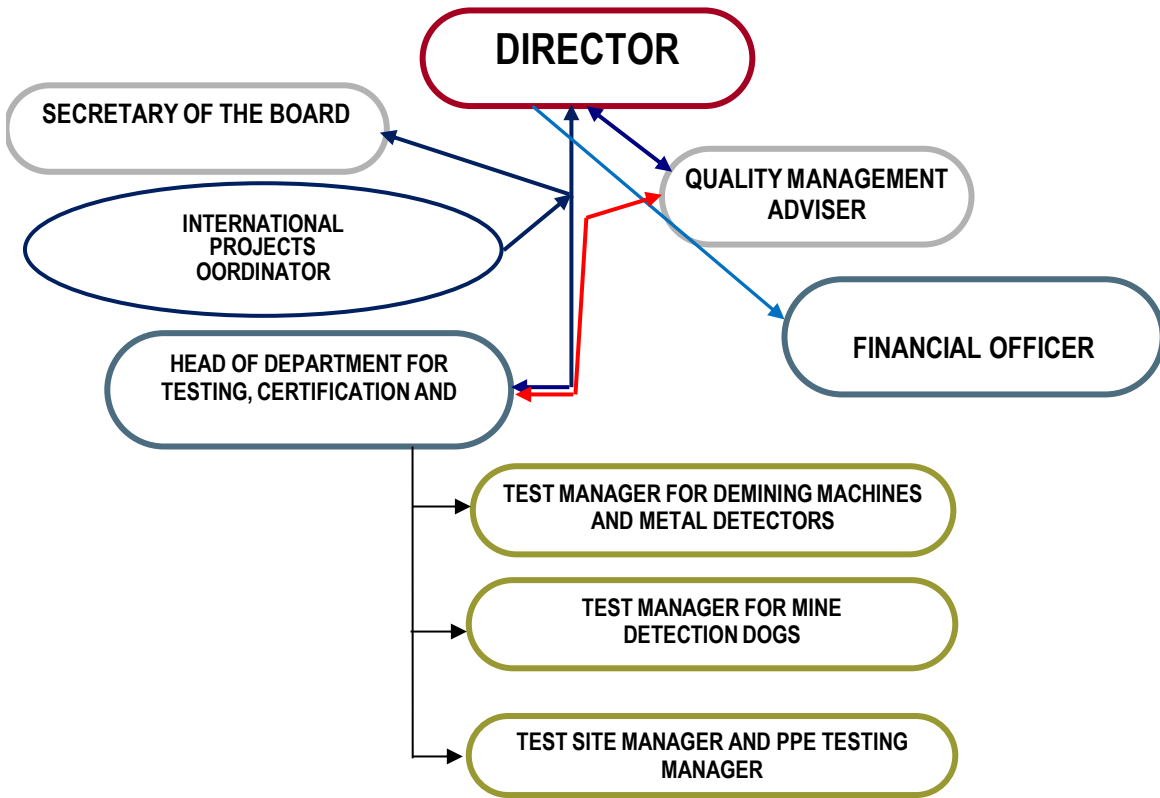 DIRECTOR
SECRETARY OF THE BOARD
QUALITY MANAGEMENT
ADVISER
INTERNATIONAL
PROJECTS
OORDINATOR
FINANCIAL OFFICER
HEAD OF DEPARTMENT FOR
TESTING, CERTIFICATION AND
TEST MANAGER FOR DEMINING MACHINES
AND METAL DETECTORS
TEST MANAGER FOR MINE
DETECTION DOGS
TEST SITE MANAGER AND PPE TESTING
MANAGER